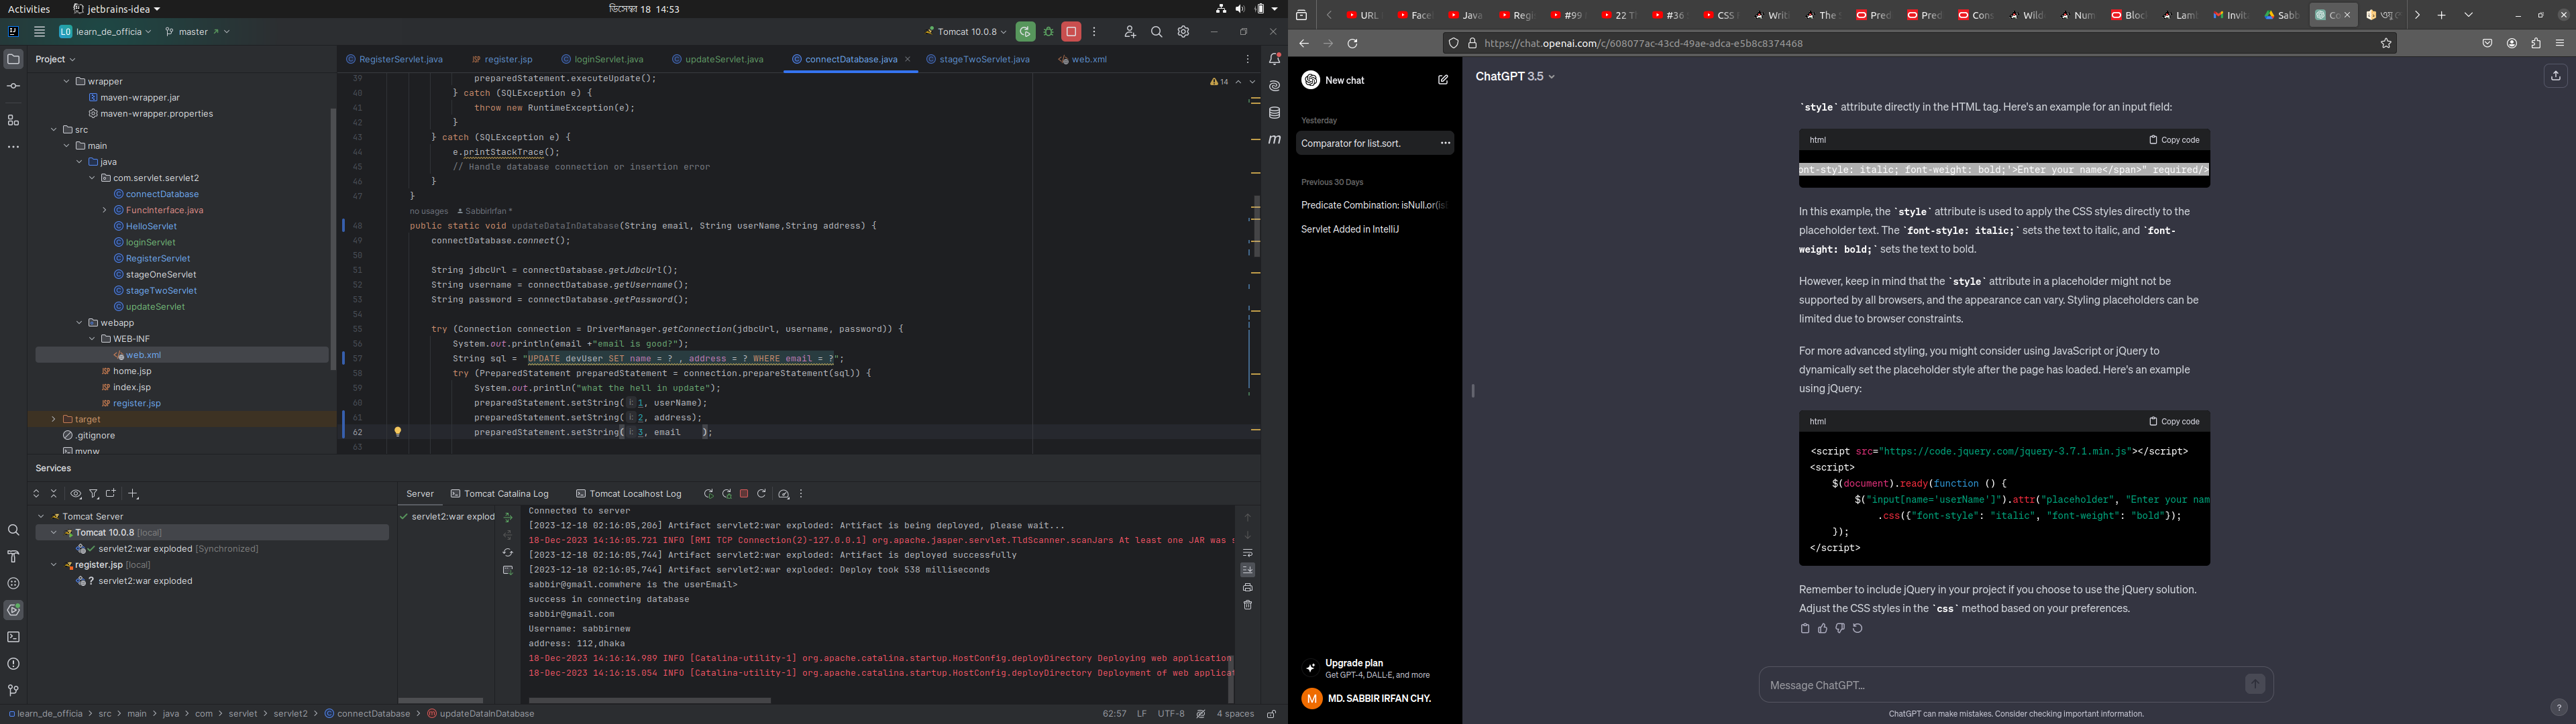 Activities
jetbrains-idea
ডিসেম্বর 18 14:53
LO learn_de_officia
master
Tomcat 10.0.8
Project
wrapper
maven-wrapper.jar
maven-wrapper.properties
src
main
java
com.servlet.servlet2
connectDatabase
FuncInterface.java
HelloServlet
loginServlet
RegisterServlet
stageOneServlet
stageTwoServlet
updateServlet
webapp
WEB-INF
web.xml
home.jsp
index.jsp
register.jsp
target
.gitignore
mvnw
RegisterServlet.java register.jsp loginServlet.java updateServlet.java connectDatabase.java stageTwoServlet.java web.xml
14
39 preparedStatement.executeUpdate();
40 } catch (SQLException e) {
41 throw new RuntimeException(e);
42 }
43 } catch (SQLException e) {
44 e.printStackTrace();
45 // Handle database connection or insertion error
46 }
47 }
no usages SabbirIrfan *
48 public static void updateDataInDatabase(String email, String userName,String address) {
49 connectDatabase.connect();
50
51 String jdbcUrl = connectDatabase.getJdbcUrl();
52 String username = connectDatabase.getUsername();
53 String password = connectDatabase.getPassword();
54
55 try (Connection connection = DriverManager.getConnection(jdbcUrl, username, password)) {
56 System.out.println(email +"email is good?");
57 String sql = "UPDATE devUser SET name = ? , address = ? WHERE email = ?";
58 try (PreparedStatement preparedStatement = connection.prepareStatement(sql)) {
59 System.out.println("what the hell in update");
60 preparedStatement.setString( i: 1, userName);
61 preparedStatement.setString( i: 2, address);
62 preparedStatement.setString( i: 3, email );
63
Services
Tomcat Server
Tomcat 10.0.8 [local]
servlet2:war exploded [Synchronized]
register.jsp [local]
servlet2:war exploded
Server Tomcat Catalina Log Tomcat Localhost Log
servlet2:war explod
Connected to server
[2023-12-18 02:16:05,206] Artifact servlet2:war exploded: Artifact is being deployed, please wait...
18-Dec-2023 14:16:05.721 INFO [RMI TCP Connection(2)-127.0.0.1] org.apache.jasper.servlet.TldScanner.scanJars At least one JAR was s
[2023-12-18 02:16:05,744] Artifact servlet2:war exploded: Artifact is deployed successfully
[2023-12-18 02:16:05,744] Artifact servlet2:war exploded: Deploy took 538 milliseconds
sabbir@gmail.comwhere is the userEmail>
success in connecting database
sabbir@gmail.com
Username: sabbirnew
address: 112,dhaka
18-Dec-2023 14:16:14.989 INFO [Catalina-utility-1] org.apache.catalina.startup.HostConfig.deployDirectory Deploying web application
18-Dec-2023 14:16:15.054 INFO [Catalina-utility-1] org.apache.catalina.startup.HostConfig.deployDirectory Deployment of web applicat
learn_de_officia > src > main > java > com > servlet > servlet2 > connectDatabase > updateDataInDatabase
62:57 LF UTF-8 4 spaces
URL Face Java Regi #99 22 T #36 CSS Writi The S Pred Pred Cons Wild Num Bloc Laml Invit Sabb Co
https://chat.openai.com/c/608077ac-43cd-49ae-adca-e5b8c8374468
New chat
Yesterday
Comparator for list.sort.
Previous 30 Days
Predicate Combination: isNull.or(is
Servlet Added in IntelliJ
Upgrade plan
Get GPT-4, DALL·E, and more
M MD. SABBIR IRFAN CHY.
ChatGPT 3.5
`style` attribute directly in the HTML tag. Here's an example for an input field:
html Copy code
ont-style: italic; font-weight: bold;'>Enter your name</span>" required/>
In this example, the `style` attribute is used to apply the CSS styles directly to the
placeholder text. The `font-style: italic;` sets the text to italic, and `font-
weight: bold;` sets the text to bold.
However, keep in mind that the `style` attribute in a placeholder might not be
supported by all browsers, and the appearance can vary. Styling placeholders can be
limited due to browser constraints.
For more advanced styling, you might consider using JavaScript or jQuery to
dynamically set the placeholder style after the page has loaded. Here's an example
using jQuery:
html Copy code
<script src="https://code.jquery.com/jquery-3.7.1.min.js"></script>
<script>
$(document).ready(function () {
$("input[name='userName']").attr("placeholder", "Enter your nam
.css({"font-style": "italic", "font-weight": "bold"});
});
</script>
Remember to include jQuery in your project if you choose to use the jQuery solution.
Adjust the CSS styles in the `css` method based on your preferences.
Message ChatGPT...
ChatGPT can make mistakes. Consider checking important information.
?